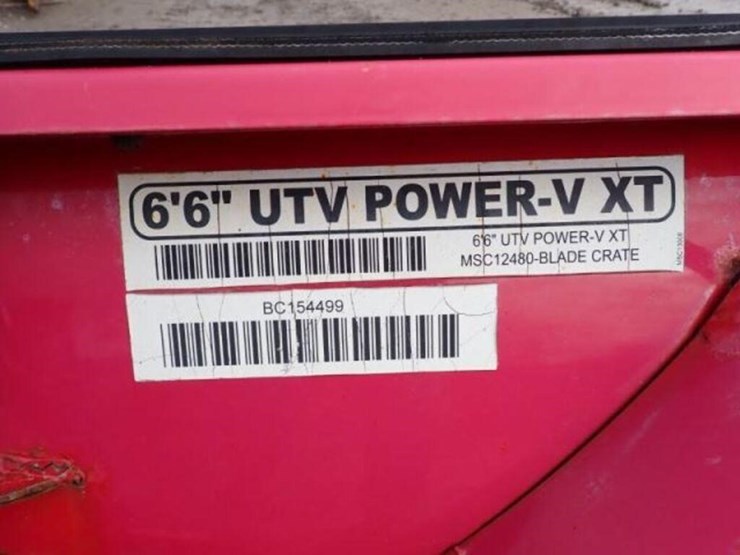 6'6" UTV POWER-V XT
6'6" UTV POWER-V XT
MSC12480-BLADE CRATE
BC154499